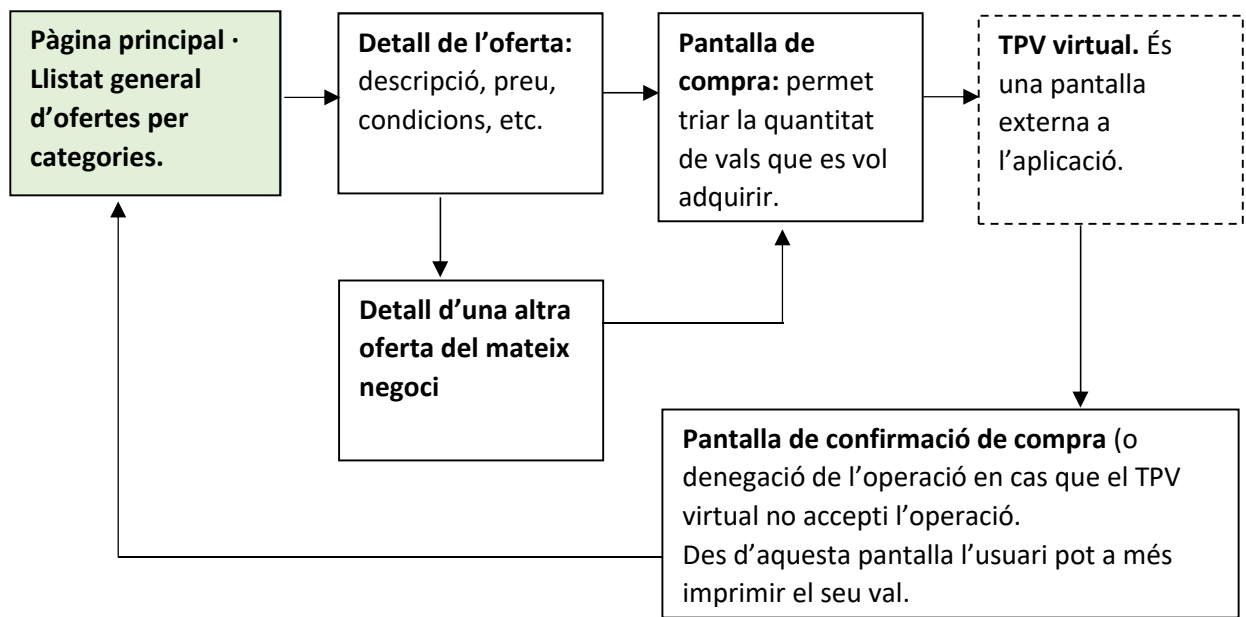 Pàgina principal ·
Llistat general
d’ofertes per
categories.
Detall de l’oferta:
descripció, preu,
condicions, etc.
Pantalla de
compra: permet
triar la quantitat
de vals que es vol
adquirir.
TPV virtual. És
una pantalla
externa a
l’aplicació.
Detall d’una altra
oferta del mateix
negoci
Pantalla de confirmació de compra (o
denegació de l’operació en cas que el TPV
virtual no accepti l’operació.
Des d’aquesta pantalla l’usuari pot a més
imprimir el seu val.